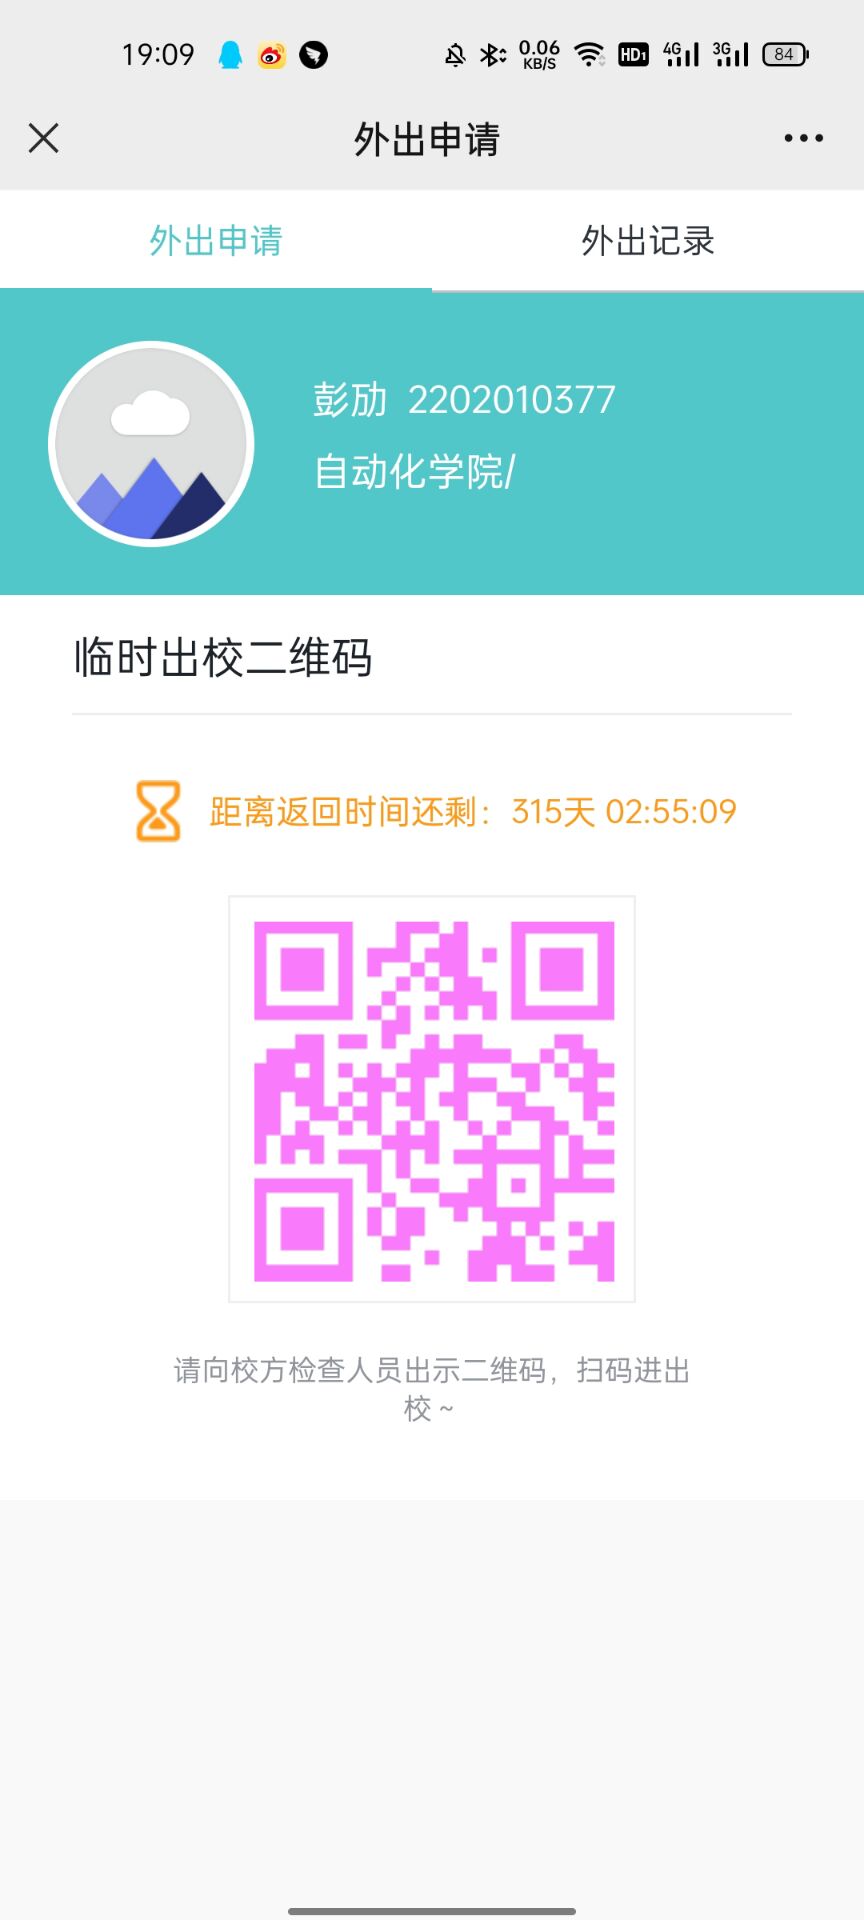 19:09
0.06
KB/S
HD1
4G
3G
84
外出申请
外出申请
外出记录
彭劢 2202010377
自动化学院/
临时出校二维码
距离返回时间还剩：315天 02:55:09
请向校方检查人员出示二维码，扫码进出
校 ~